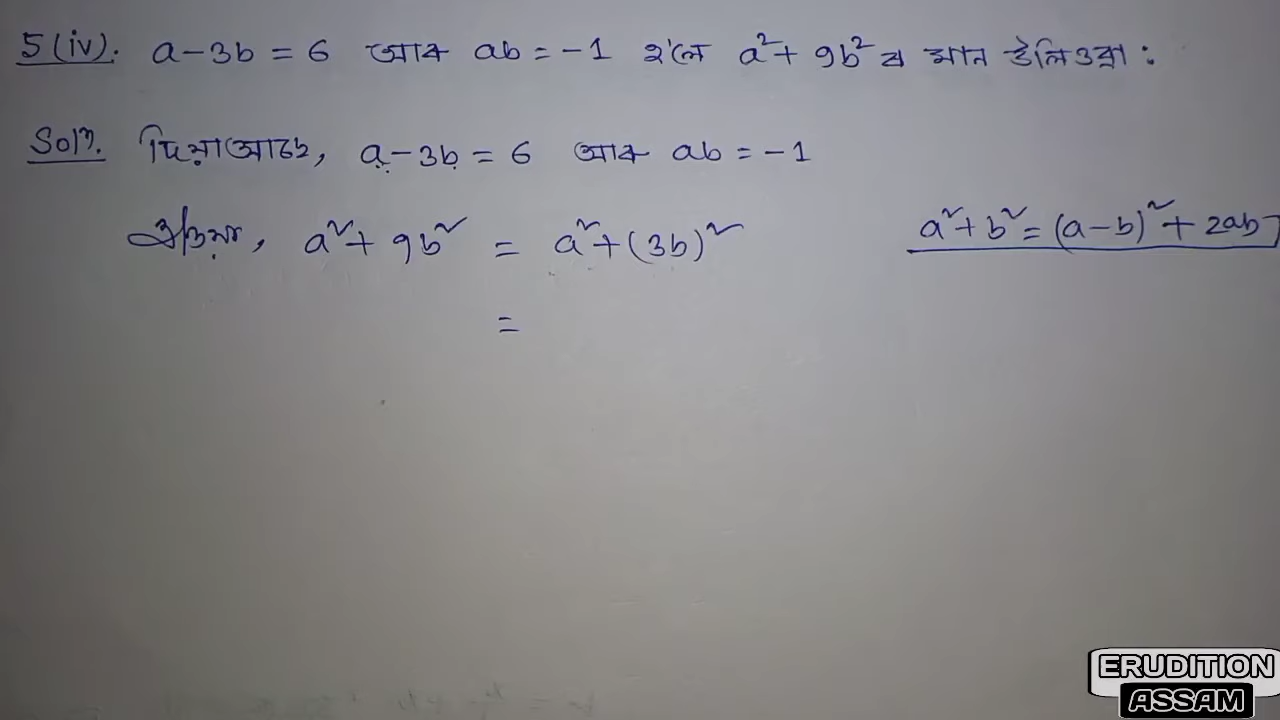 5(iv). a-3b = 6 আৰু ab = -1 হ'লে a²+9b² ৰ মান উলিওৱা :
Solⁿ. দিয়া আছে, a-3b = 6 আৰু ab = -1
এতিয়া, a²+9b² = a²+(3b)²
a²+b² = (a-b)²+2ab
=
ERUDITION
ASSAM